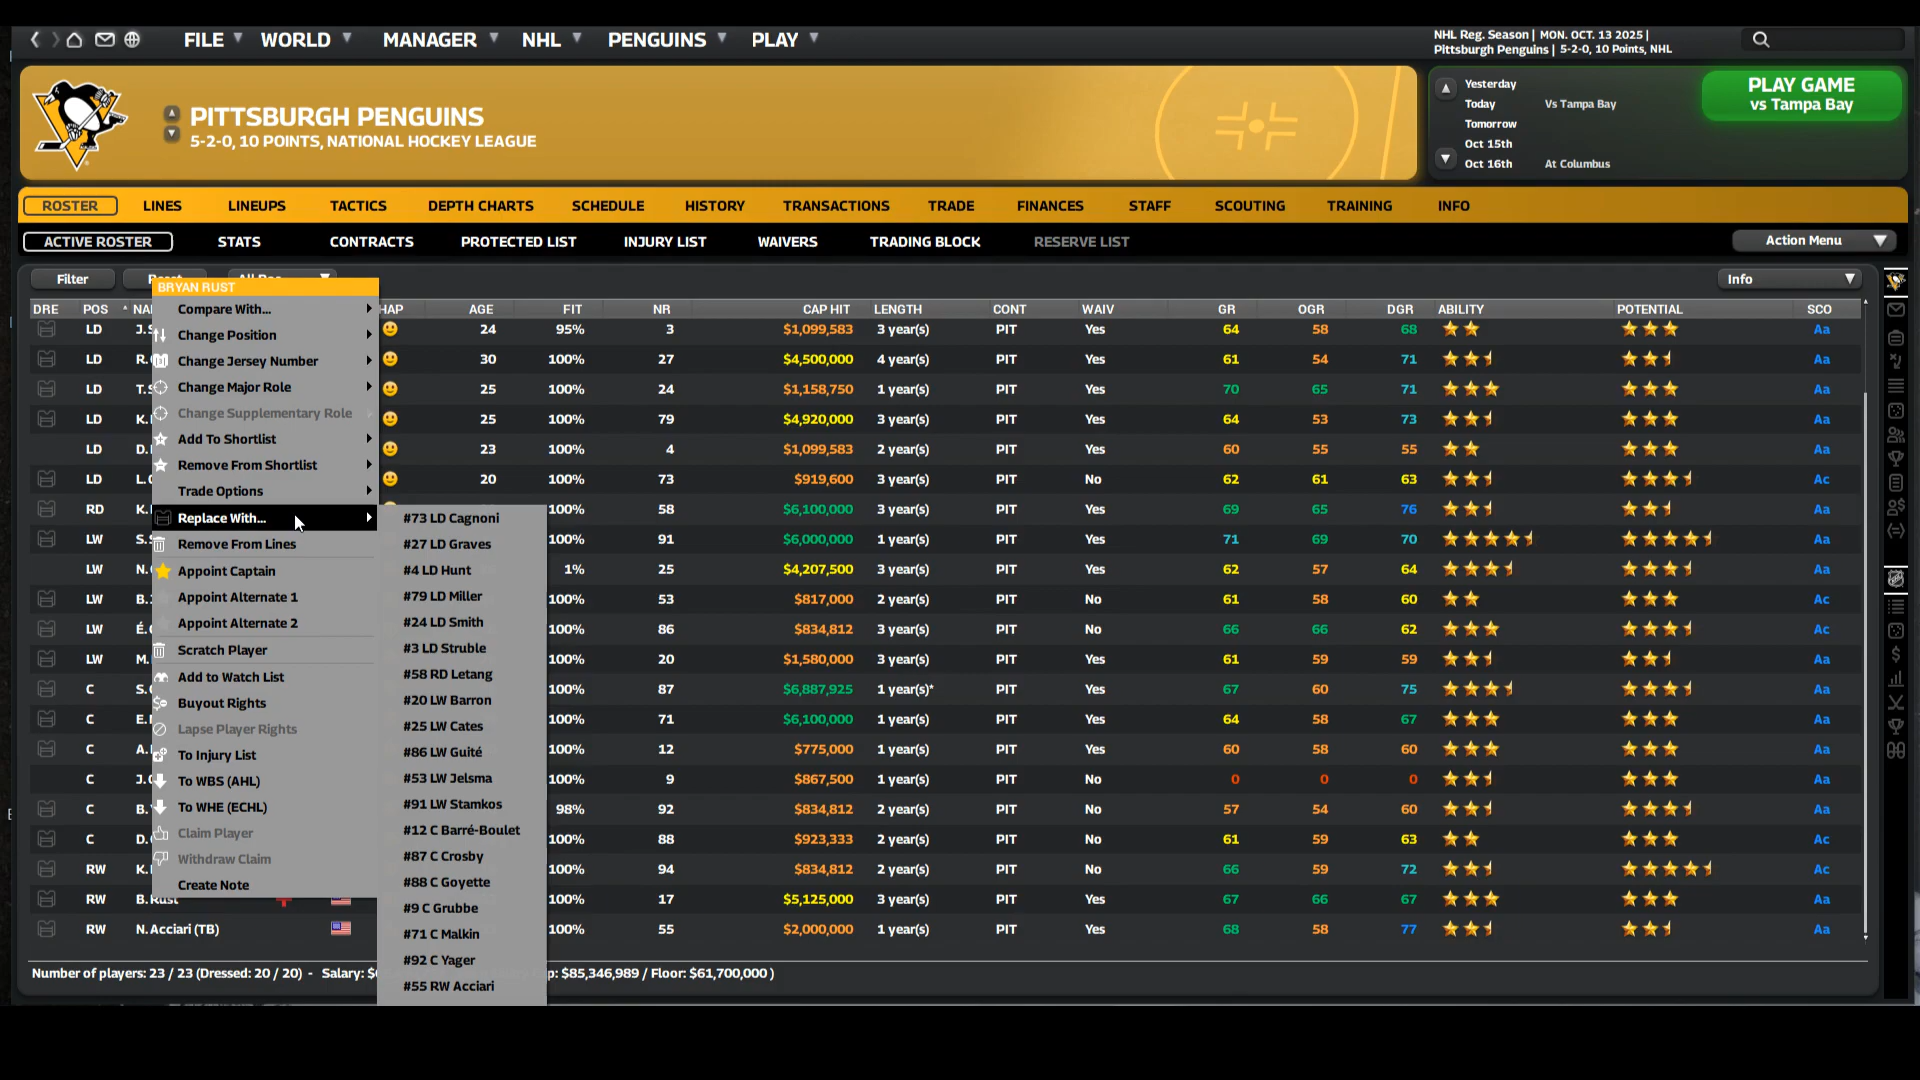 FILE WORLD MANAGER NHL PENGUINS PLAY
NHL Reg. Season | MON. OCT. 13 2025 |
Pittsburgh Penguins | 5-2-0, 10 Points, NHL
PITTSBURGH PENGUINS
5-2-0, 10 POINTS, NATIONAL HOCKEY LEAGUE
Yesterday
Today Vs Tampa Bay
Tomorrow
Oct 15th
Oct 16th At Columbus
PLAY GAME
vs Tampa Bay
ROSTER LINES LINEUPS TACTICS DEPTH CHARTS SCHEDULE HISTORY TRANSACTIONS TRADE FINANCES STAFF SCOUTING TRAINING INFO
ACTIVE ROSTER STATS CONTRACTS PROTECTED LIST INJURY LIST WAIVERS TRADING BLOCK RESERVE LIST Action Menu
Filter Info
DRE POS AGE FIT NR CAP HIT LENGTH CONT WAIV GR OGR DGR ABILITY POTENTIAL SCO
LD 24 95% 3 $1,099,583 3 year(s) PIT Yes 64 58 68 Aa
LD 30 100% 27 $4,500,000 4 year(s) PIT Yes 61 54 71 Aa
LD 25 100% 24 $1,158,750 1 year(s) PIT Yes 70 65 71 Aa
LD 25 100% 79 $4,920,000 3 year(s) PIT Yes 64 53 73 Aa
LD 23 100% 4 $1,099,583 2 year(s) PIT Yes 60 55 55 Aa
LD 20 100% 73 $919,600 3 year(s) PIT No 62 61 63 Ac
RD 100% 58 $6,100,000 3 year(s) PIT Yes 69 65 76 Aa
LW 100% 91 $6,000,000 3 year(s) PIT Yes 71 69 70 Aa
LW 1% 25 $4,207,500 1 year(s) PIT Yes 62 57 64 Aa
LW 100% 53 $817,000 2 year(s) PIT No 61 58 60 Ac
LW 100% 86 $834,812 3 year(s) PIT No 66 66 62 Ac
LW 100% 20 $1,580,000 3 year(s) PIT Yes 61 59 59 Aa
C 100% 87 $6,887,925 1 year(s)* PIT Yes 67 60 75 Aa
C 100% 71 $6,100,000 1 year(s) PIT Yes 64 58 67 Aa
C 100% 12 $775,000 1 year(s) PIT Yes 60 58 60 Aa
C 100% 9 $867,500 1 year(s) PIT No 0 0 0 Aa
C 98% 92 $834,812 2 year(s) PIT No 57 54 60 Aa
C 100% 88 $923,333 2 year(s) PIT No 61 59 63 Ac
RW 100% 94 $834,812 2 year(s) PIT No 66 59 72 Ac
RW B. Rust 100% 17 $5,125,000 3 year(s) PIT Yes 67 66 67 Aa
RW N. Acciari (TB) 100% 55 $2,000,000 1 year(s) PIT Yes 68 58 77 Aa
Number of players: 23 / 23 (Dressed: 20 / 20) - Salary: $ $85,346,989 / Floor: $61,700,000 )
BRYAN RUST
Compare With...
Change Position
Change Jersey Number
Change Major Role
Change Supplementary Role
Add To Shortlist
Remove From Shortlist
Trade Options
Replace With...
Remove From Lines
Appoint Captain
Appoint Alternate 1
Appoint Alternate 2
Scratch Player
Add to Watch List
Buyout Rights
Lapse Player Rights
To Injury List
To WBS (AHL)
To WHE (ECHL)
Claim Player
Withdraw Claim
Create Note
#73 LD Cagnoni
#27 LD Graves
#4 LD Hunt
#79 LD Miller
#24 LD Smith
#3 LD Struble
#58 RD Letang
#20 LW Barron
#25 LW Cates
#86 LW Guité
#53 LW Jelsma
#91 LW Stamkos
#12 C Barré-Boulet
#87 C Crosby
#88 C Goyette
#9 C Grubbe
#71 C Malkin
#92 C Yager
#55 RW Acciari